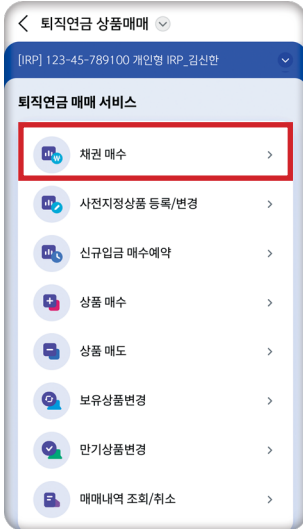 퇴직연금 상품매매
[IRP] 123-45-789100 개인형 IRP_김신한
퇴직연금 매매 서비스
채권 매수
사전지정상품 등록/변경
신규입금 매수예약
상품 매수
상품 매도
보유상품변경
만기상품변경
매매내역 조회/취소